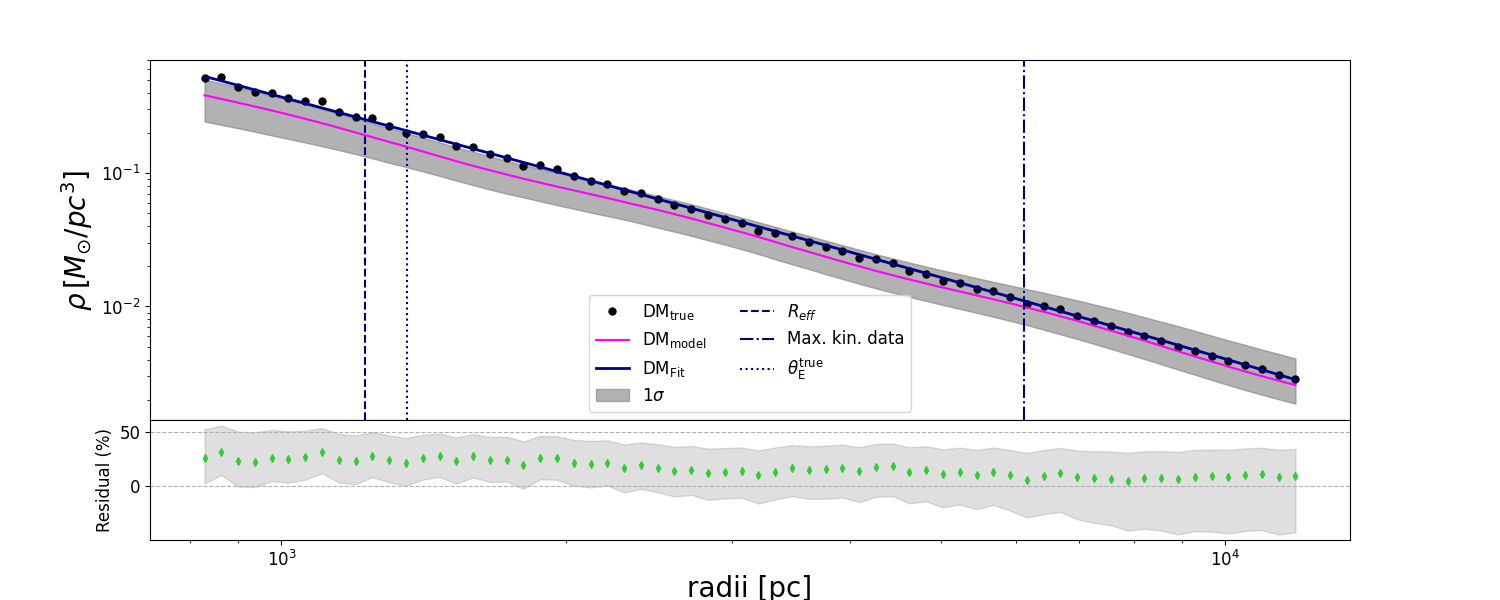 ρ [M⊙/pc³]
10⁻¹
10⁻²
DM_true
DM_model
DM_Fit
1σ
R_eff
Max. kin. data
θ_E^true
Residual (%)
50
0
10³
10⁴
radii [pc]